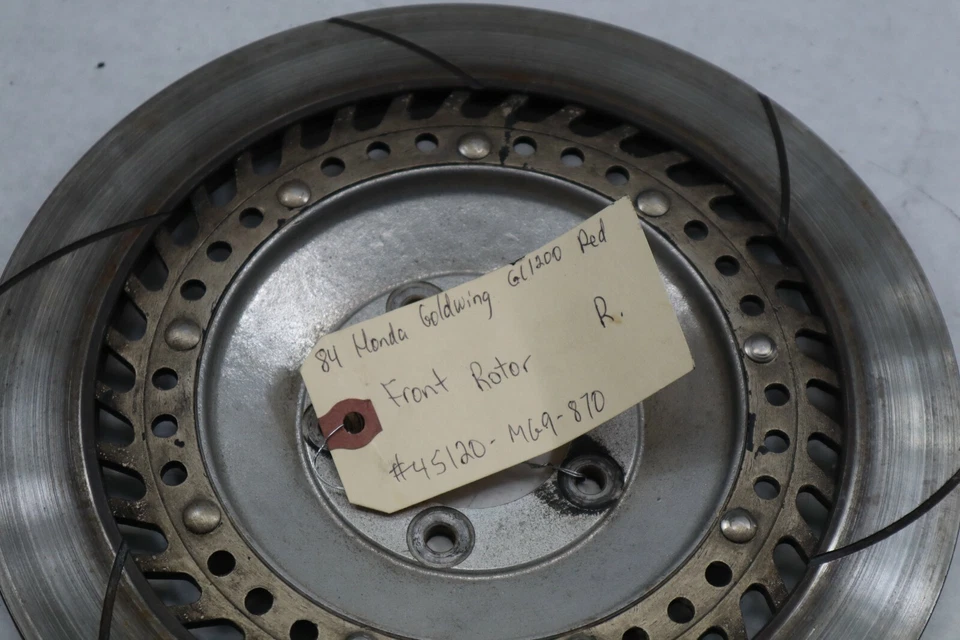 84 Honda Goldwing GL1200 Red
R.
Front Rotor
#45120-MG9-870